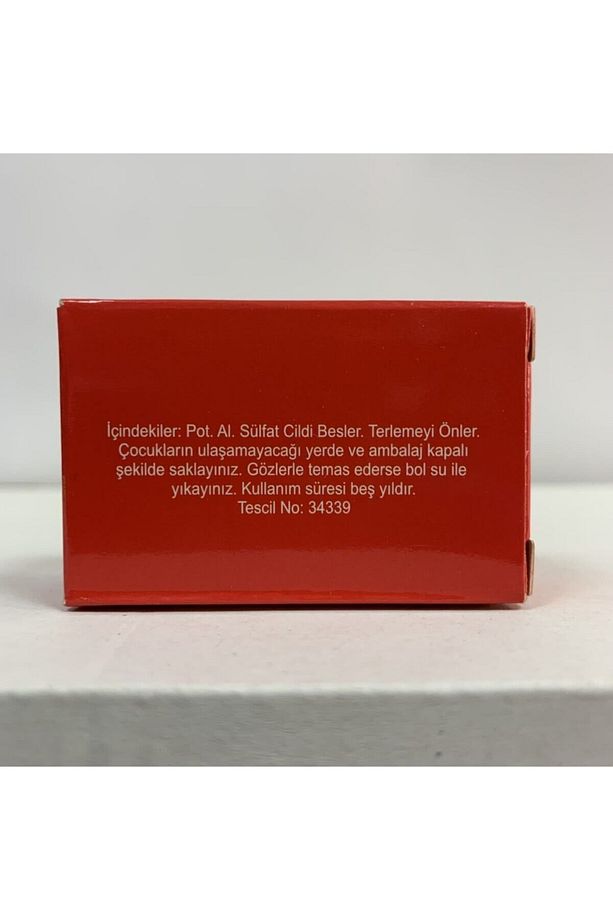 İçindekiler: Pot. Al. Sülfat Cildi Besler. Terlemeyi Önler.
Çocukların ulaşamayacağı yerde ve ambalaj kapalı
şekilde saklayınız. Gözlerle temas ederse bol su ile
yıkayınız. Kullanım süresi beş yıldır.
Tescil No: 34339